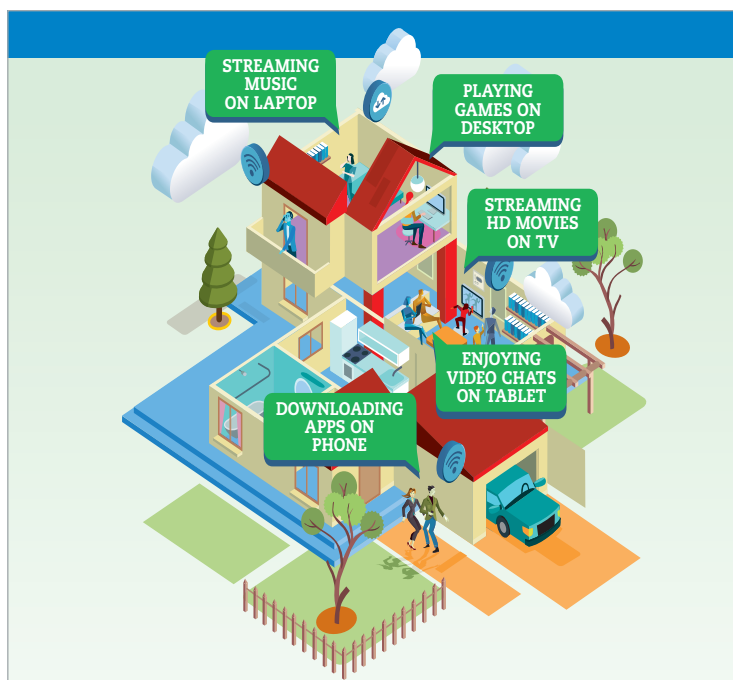 STREAMING
MUSIC
ON LAPTOP
PLAYING
GAMES ON
DESKTOP
STREAMING
HD MOVIES
ON TV
ENJOYING
VIDEO CHATS
ON TABLET
DOWNLOADING
APPS ON
PHONE